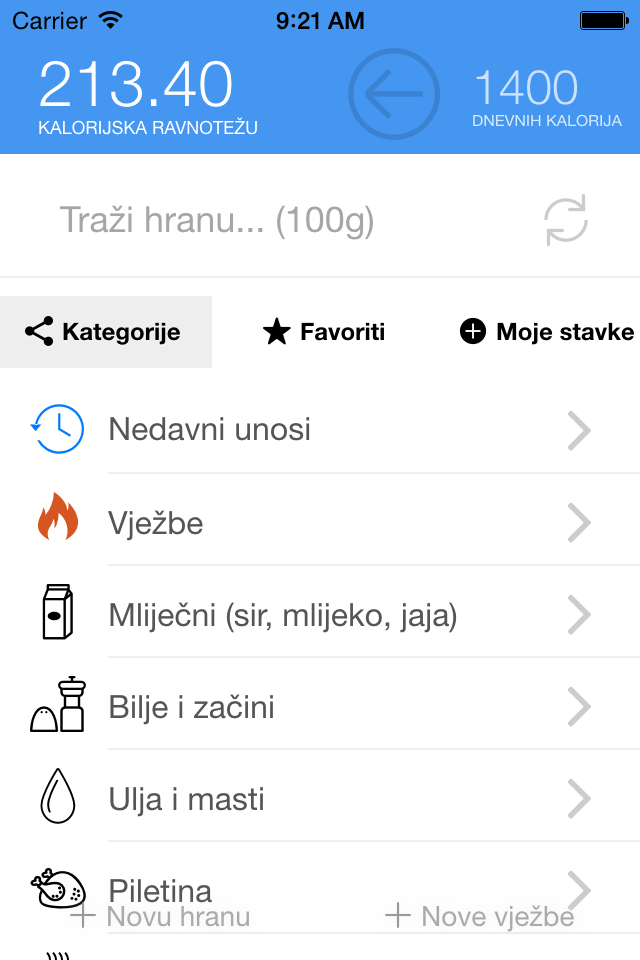 Carrier 9:21 AM
213.40
KALORIJSKA RAVNOTEŽU
1400
DNEVNIH KALORIJA
Traži hranu... (100g)
Kategorije Favoriti Moje stavke
Nedavni unosi
Vježbe
Mliječni (sir, mlijeko, jaja)
Bilje i začini
Ulja i masti
Piletina
Novu hranu Nove vježbe